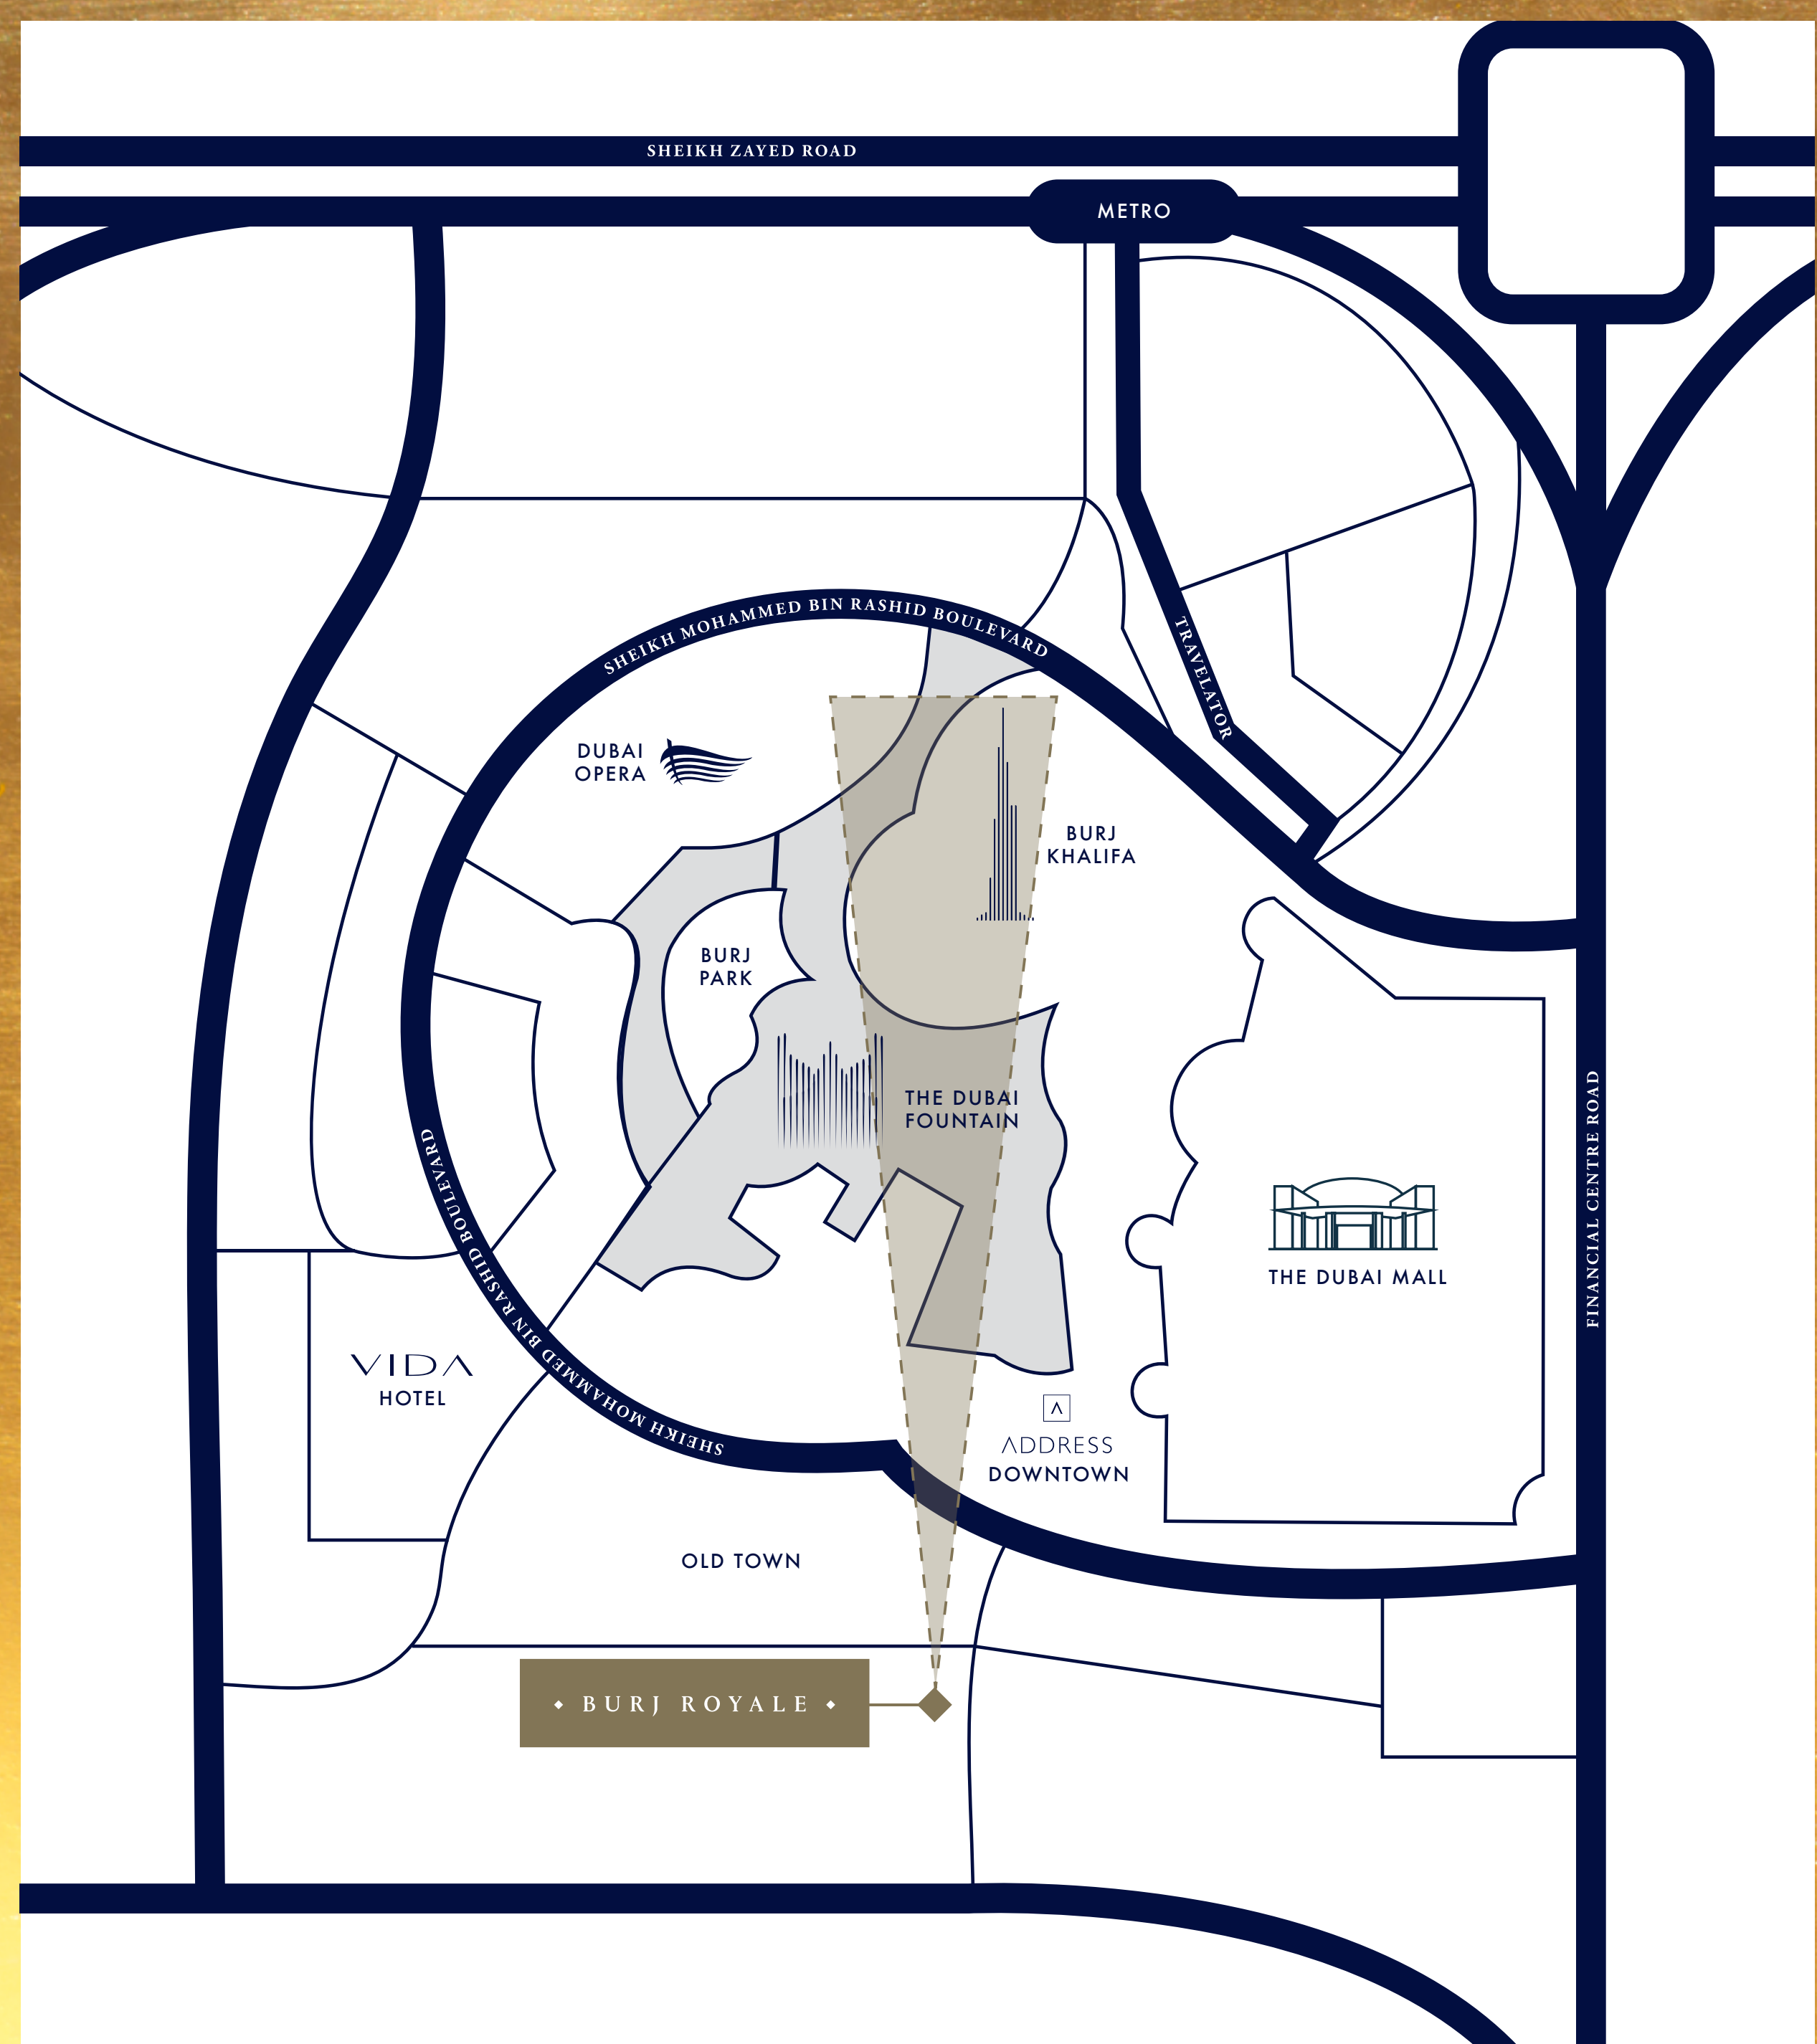 SHEIKH ZAYED ROAD
METRO
SHEIKH MOHAMMED BIN RASHID BOULEVARD
TRAVELATOR
DUBAI
OPERA
BURJ
KHALIFA
BURJ
PARK
THE DUBAI
FOUNTAIN
FINANCIAL CENTRE ROAD
THE DUBAI MALL
SHEIKH MOHAMMED BIN RASHID BOULEVARD
VIDA
HOTEL
ADDRESS
DOWNTOWN
OLD TOWN
BURJ ROYALE